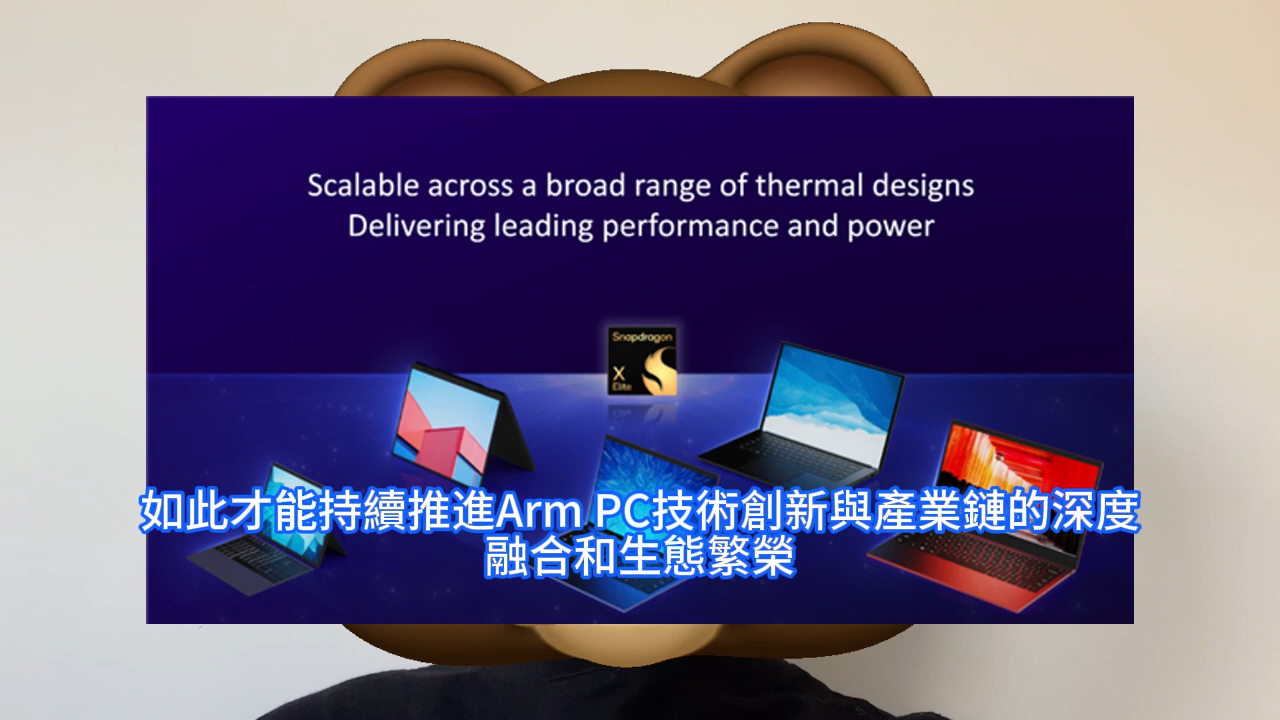 Scalable across a broad range of thermal designs
Delivering leading performance and power
Snapdragon
X
Elite
如此才能持續推進Arm PC技術創新與產業鏈的深度
融合和生態繁榮